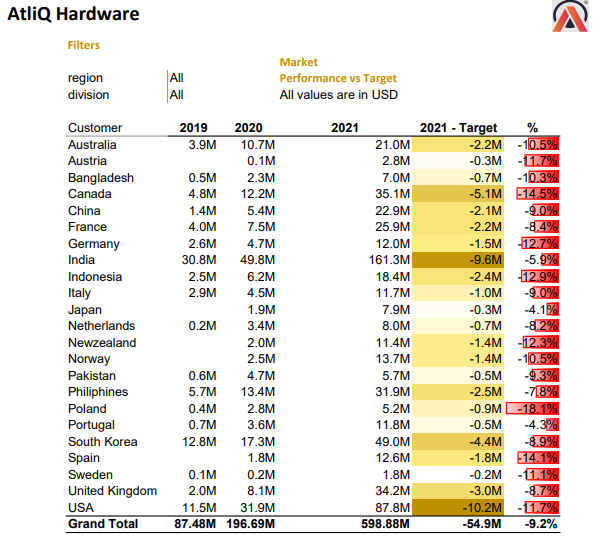 AtliQ Hardware
Filters
Market
region All Performance vs Target
division All All values are in USD
Customer 2019 2020 2021 2021 - Target %
Australia 3.9M 10.7M 21.0M -2.2M -10.5%
Austria 0.1M 2.8M -0.3M -11.7%
Bangladesh 0.5M 2.3M 7.0M -0.7M -10.3%
Canada 4.8M 12.2M 35.1M -5.1M -14.5%
China 1.4M 5.4M 22.9M -2.1M -9.0%
France 4.0M 7.5M 25.9M -2.2M -8.4%
Germany 2.6M 4.7M 12.0M -1.5M -12.7%
India 30.8M 49.8M 161.3M -9.6M -5.9%
Indonesia 2.5M 6.2M 18.4M -2.4M -12.9%
Italy 2.9M 4.5M 11.7M -1.0M -9.0%
Japan 1.9M 7.9M -0.3M -4.1%
Netherlands 0.2M 3.4M 8.0M -0.7M -8.2%
Newzealand 2.0M 11.4M -1.4M -12.3%
Norway 2.5M 13.7M -1.4M -10.5%
Pakistan 0.6M 4.7M 5.7M -0.5M -9.3%
Philiphines 5.7M 13.4M 31.9M -2.5M -7.8%
Poland 0.4M 2.8M 5.2M -0.9M -18.1%
Portugal 0.7M 3.6M 11.8M -0.5M -4.3%
South Korea 12.8M 17.3M 49.0M -4.4M -8.9%
Spain 1.8M 12.6M -1.8M -14.1%
Sweden 0.1M 0.2M 1.8M -0.2M -11.1%
United Kingdom 2.0M 8.1M 34.2M -3.0M -8.7%
USA 11.5M 31.9M 87.8M -10.2M -11.7%
Grand Total 87.48M 196.69M 598.88M -54.9M -9.2%